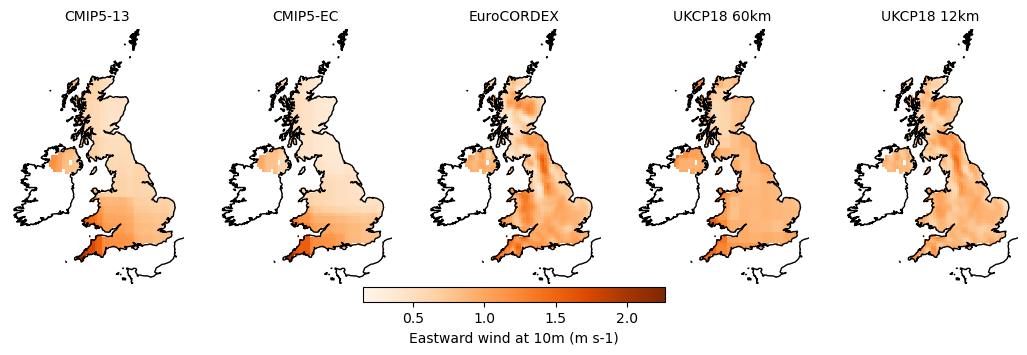 CMIP5-13 CMIP5-EC EuroCORDEX UKCP18 60km UKCP18 12km
0.5 1.0 1.5 2.0
Eastward wind at 10m (m s-1)